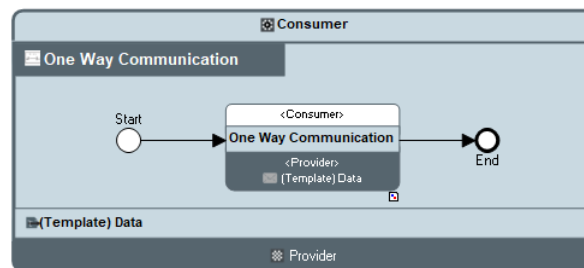 Consumer
One Way Communication
Start
<Consumer>
One Way Communication
<Provider>
(Template) Data
End
(Template) Data
Provider